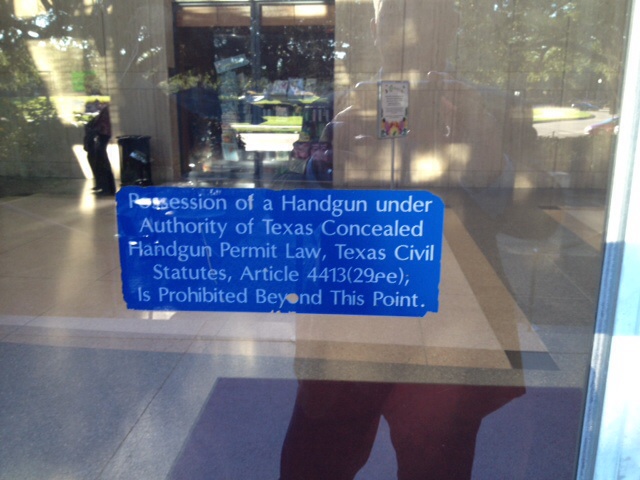 Possession of a Handgun under
Authority of Texas Concealed
Handgun Permit Law, Texas Civil
Statutes, Article 4413(29ee);
Is Prohibited Beyond This Point.